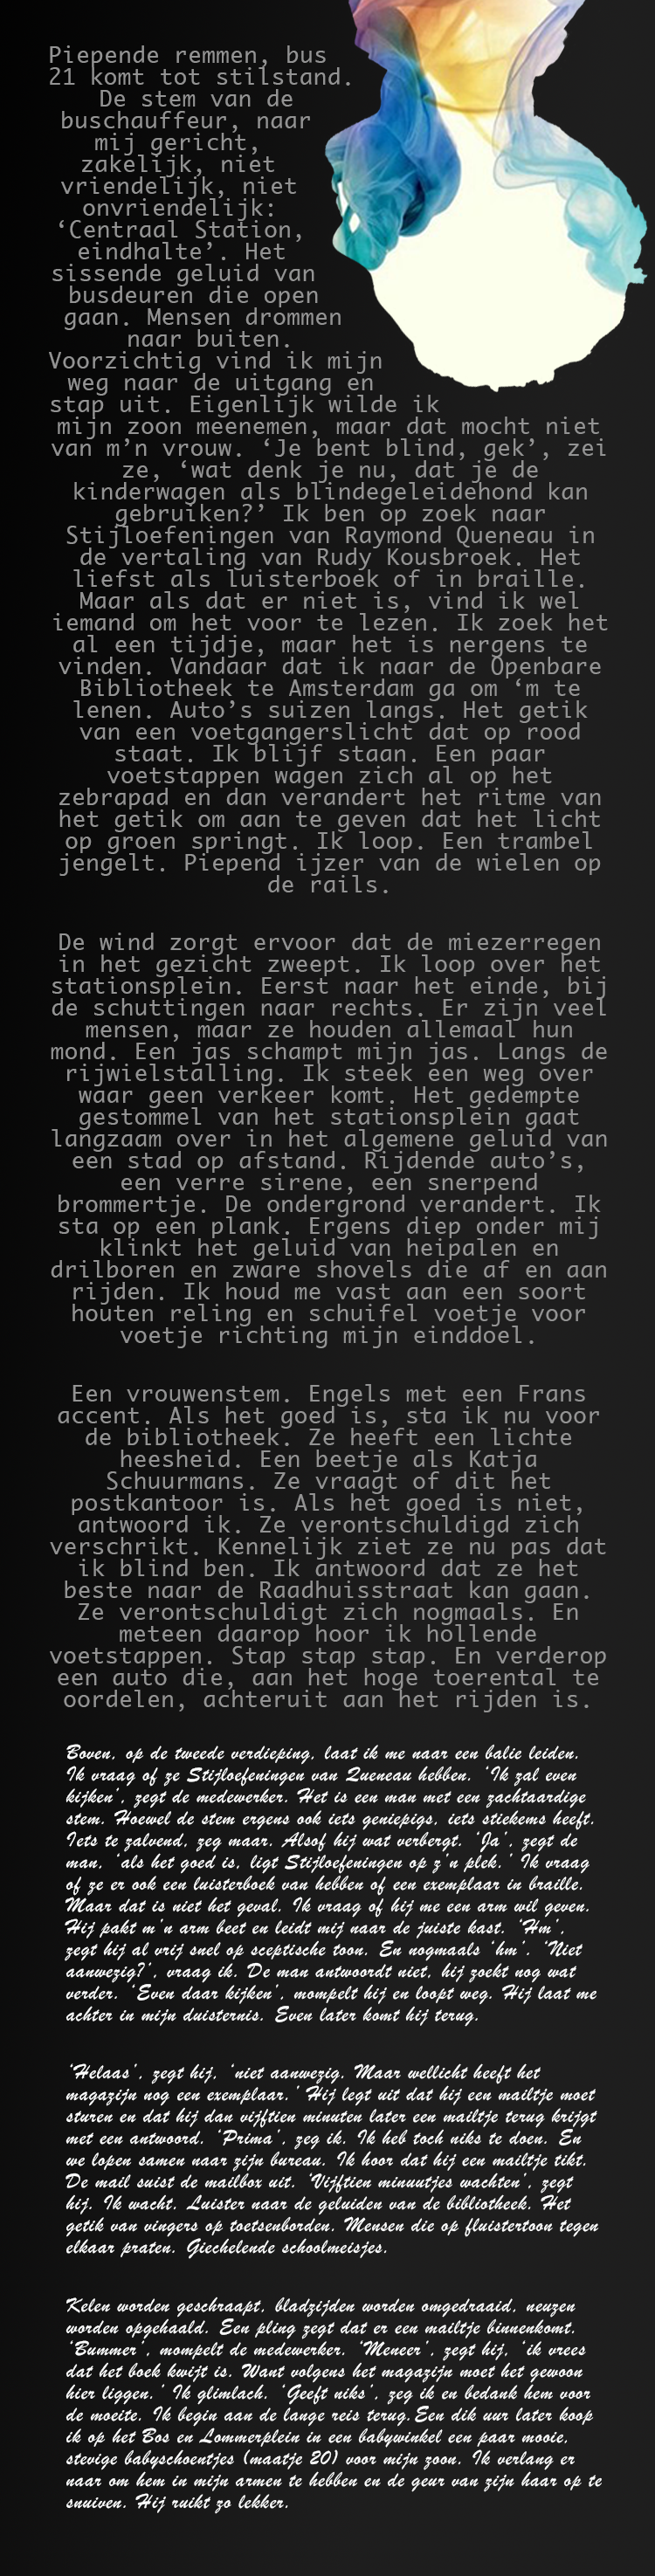 Piepende remmen, bus
21 komt tot stilstand.
De stem van de
buschauffeur, naar
mij gericht,
zakelijk, niet
vriendelijk, niet
onvriendelijk:
‘Centraal Station,
eindhalte’. Het
sissende geluid van
busdeuren die open
gaan. Mensen drommen
naar buiten.
Voorzichtig vind ik mijn
weg naar de uitgang en
stap uit. Eigenlijk wilde ik
mijn zoon meenemen, maar dat mocht niet
van m’n vrouw. ‘Je bent blind, gek’, zei
ze, ‘wat denk je nu, dat je de
kinderwagen als blindegeleidehond kan
gebruiken?’ Ik ben op zoek naar
Stijloefeningen van Raymond Queneau in
de vertaling van Rudy Kousbroek. Het
liefst als luisterboek of in braille.
Maar als dat er niet is, vind ik wel
iemand om het voor te lezen. Ik zoek het
al een tijdje, maar het is nergens te
vinden. Vandaar dat ik naar de Openbare
Bibliotheek te Amsterdam ga om ‘m te
lenen. Auto’s suizen langs. Het getik
van een voetgangerslicht dat op rood
staat. Ik blijf staan. Een paar
voetstappen wagen zich al op het
zebrapad en dan verandert het ritme van
het getik om aan te geven dat het licht
op groen springt. Ik loop. Een trambel
jengelt. Piepend ijzer van de wielen op
de rails.
De wind zorgt ervoor dat de miezerregen
in het gezicht zweept. Ik loop over het
stationsplein. Eerst naar het einde, bij
de schuttingen naar rechts. Er zijn veel
mensen, maar ze houden allemaal hun
mond. Een jas schampt mijn jas. Langs de
rijwielstalling. Ik steek een weg over
waar geen verkeer komt. Het gedempte
gestommel van het stationsplein gaat
langzaam over in het algemene geluid van
een stad op afstand. Rijdende auto’s,
een verre sirene, een snerpend
brommertje. De ondergrond verandert. Ik
sta op een plank. Ergens diep onder mij
klinkt het geluid van heipalen en
drilboren en zware shovels die af en aan
rijden. Ik houd me vast aan een soort
houten reling en schuifel voetje voor
voetje richting mijn einddoel.
Een vrouwenstem. Engels met een Frans
accent. Als het goed is, sta ik nu voor
de bibliotheek. Ze heeft een lichte
heesheid. Een beetje als Katja
Schuurmans. Ze vraagt of dit het
postkantoor is. Als het goed is niet,
antwoord ik. Ze verontschuldigd zich
verschrikt. Kennelijk ziet ze nu pas dat
ik blind ben. Ik antwoord dat ze het
beste naar de Raadhuisstraat kan gaan.
Ze verontschuldigt zich nogmaals. En
meteen daarop hoor ik hollende
voetstappen. Stap stap stap. En verderop
een auto die, aan het hoge toerental te
oordelen, achteruit aan het rijden is.
Boven, op de tweede verdieping, laat ik me naar een balie leiden.
Ik vraag of ze Stijloefeningen van Queneau hebben. ‘Ik zal even
kijken’, zegt de medewerker. Het is een man met een zachtaardige
stem. Hoewel de stem ergens ook iets geniepigs, iets stiekems heeft.
Iets te zalvend, zeg maar. Alsof hij wat verbergt. ‘Ja’, zegt de
man, ‘als het goed is, ligt Stijloefeningen op z’n plek.’ Ik vraag
of ze er ook een luisterboek van hebben of een exemplaar in braille.
Maar dat is niet het geval. Ik vraag of hij me een arm wil geven.
Hij pakt m’n arm beet en leidt mij naar de juiste kast. ‘Hm’,
zegt hij al vrij snel op sceptische toon. En nogmaals ‘hm’. ‘Niet
aanwezig?’, vraag ik. De man antwoordt niet, hij zoekt nog wat
verder. ‘Even daar kijken’, mompelt hij en loopt weg. Hij laat me
achter in mijn duisternis. Even later komt hij terug.
‘Helaas’, zegt hij, ‘niet aanwezig. Maar wellicht heeft het
magazijn nog een exemplaar.’ Hij legt uit dat hij een mailtje moet
sturen en dat hij dan vijftien minuten later een mailtje terug krijgt
met een antwoord. ‘Prima’, zeg ik. Ik heb toch niks te doen. En
we lopen samen naar zijn bureau. Ik hoor dat hij een mailtje tikt.
De mail suist de mailbox uit. ‘Vijftien minuutjes wachten’, zegt
hij. Ik wacht. Luister naar de geluiden van de bibliotheek. Het
getik van vingers op toetsenborden. Mensen die op fluistertoon tegen
elkaar praten. Giechelende schoolmeisjes.
Kelen worden geschraapt, bladzijden worden omgedraaid, neuzen
worden opgehaald. Een pling zegt dat er een mailtje binnenkomt.
‘Bummer’, mompelt de medewerker. ‘Meneer’, zegt hij, ‘ik vrees
dat het boek kwijt is. Want volgens het magazijn moet het gewoon
hier liggen.’ Ik glimlach. ‘Geeft niks’, zeg ik en bedank hem voor
de moeite. Ik begin aan de lange reis terug.Een dik uur later koop
ik op het Bos en Lommerplein in een babywinkel een paar mooie,
stevige babyschoentjes (maatje 20) voor mijn zoon. Ik verlang er
naar om hem in mijn armen te hebben en de geur van zijn haar op te
snuiven. Hij ruikt zo lekker.